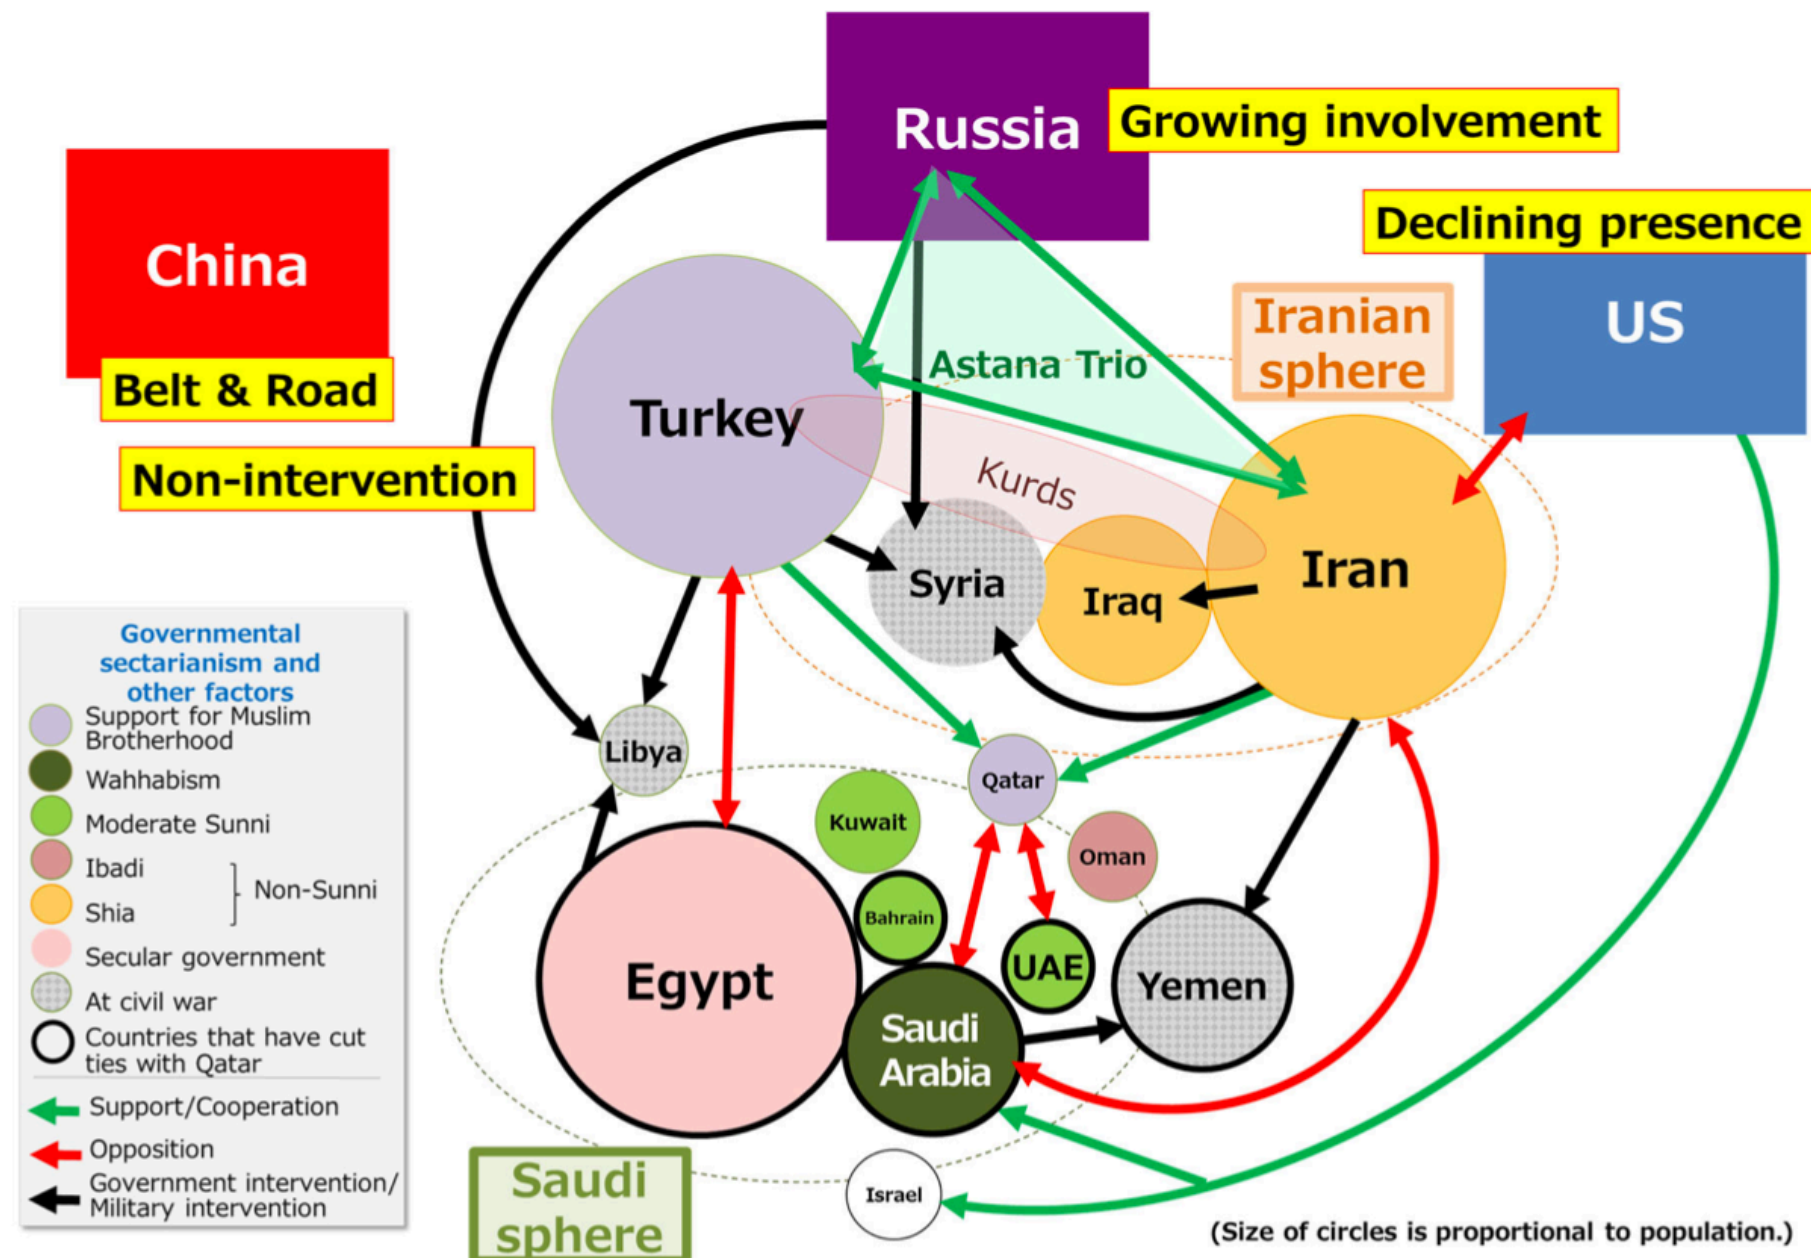 Russia
Growing involvement
China
Belt & Road
Non-intervention
Declining presence
US
Iranian
sphere
Astana Trio
Turkey
Kurds
Syria
Iraq
Iran
Libya
Qatar
Kuwait
Oman
Bahrain
UAE
Egypt
Yemen
Saudi
Arabia
Israel
Saudi
sphere
Governmental
sectarianism and
other factors
Support for Muslim
Brotherhood
Wahhabism
Moderate Sunni
Ibadi
Non-Sunni
Shia
Secular government
At civil war
Countries that have cut
ties with Qatar
Support/Cooperation
Opposition
Government intervention/
Military intervention
(Size of circles is proportional to population.)